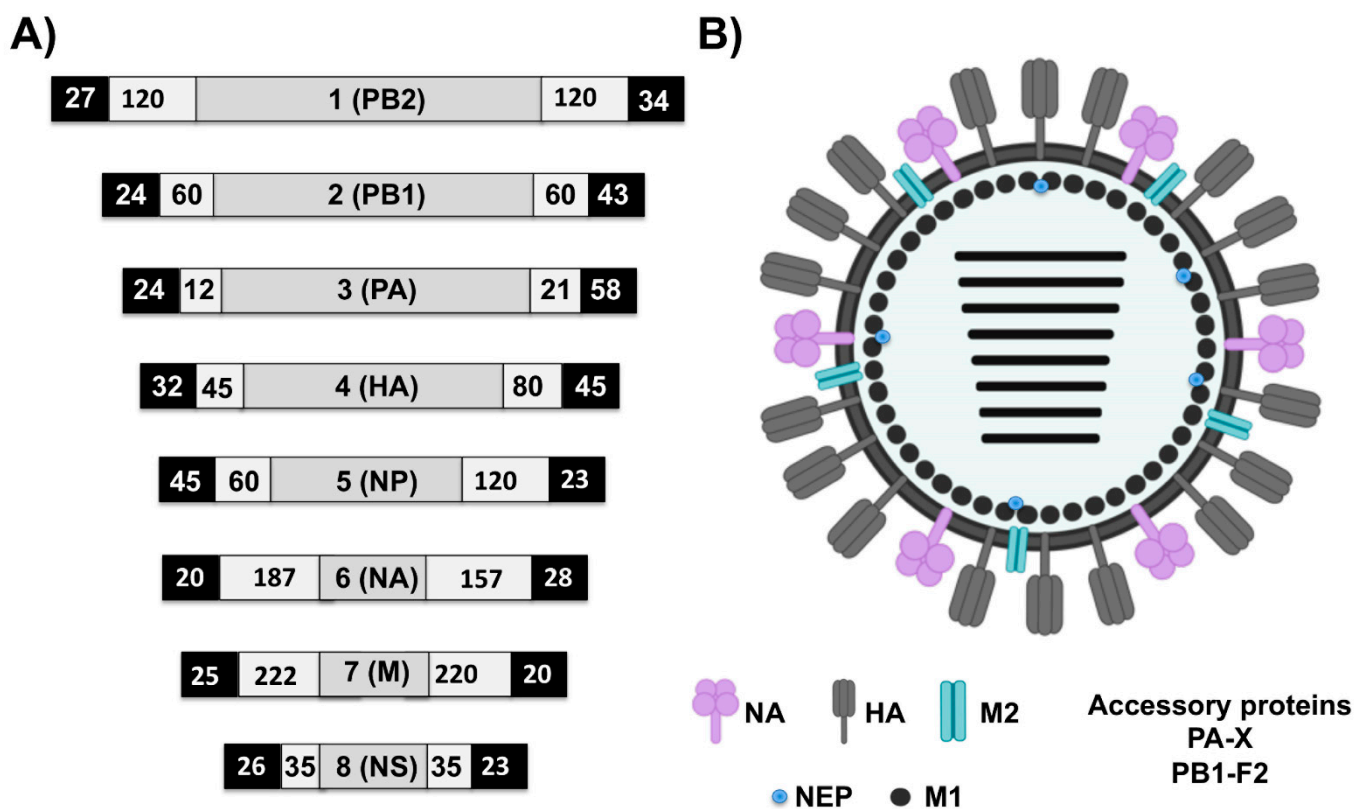 A)
27 120 1 (PB2) 120 34
24 60 2 (PB1) 60 43
24 12 3 (PA) 21 58
32 45 4 (HA) 80 45
45 60 5 (NP) 120 23
20 187 6 (NA) 157 28
25 222 7 (M) 220 20
26 35 8 (NS) 35 23
B)
NA HA M2
NEP M1
Accessory proteins
PA-X
PB1-F2